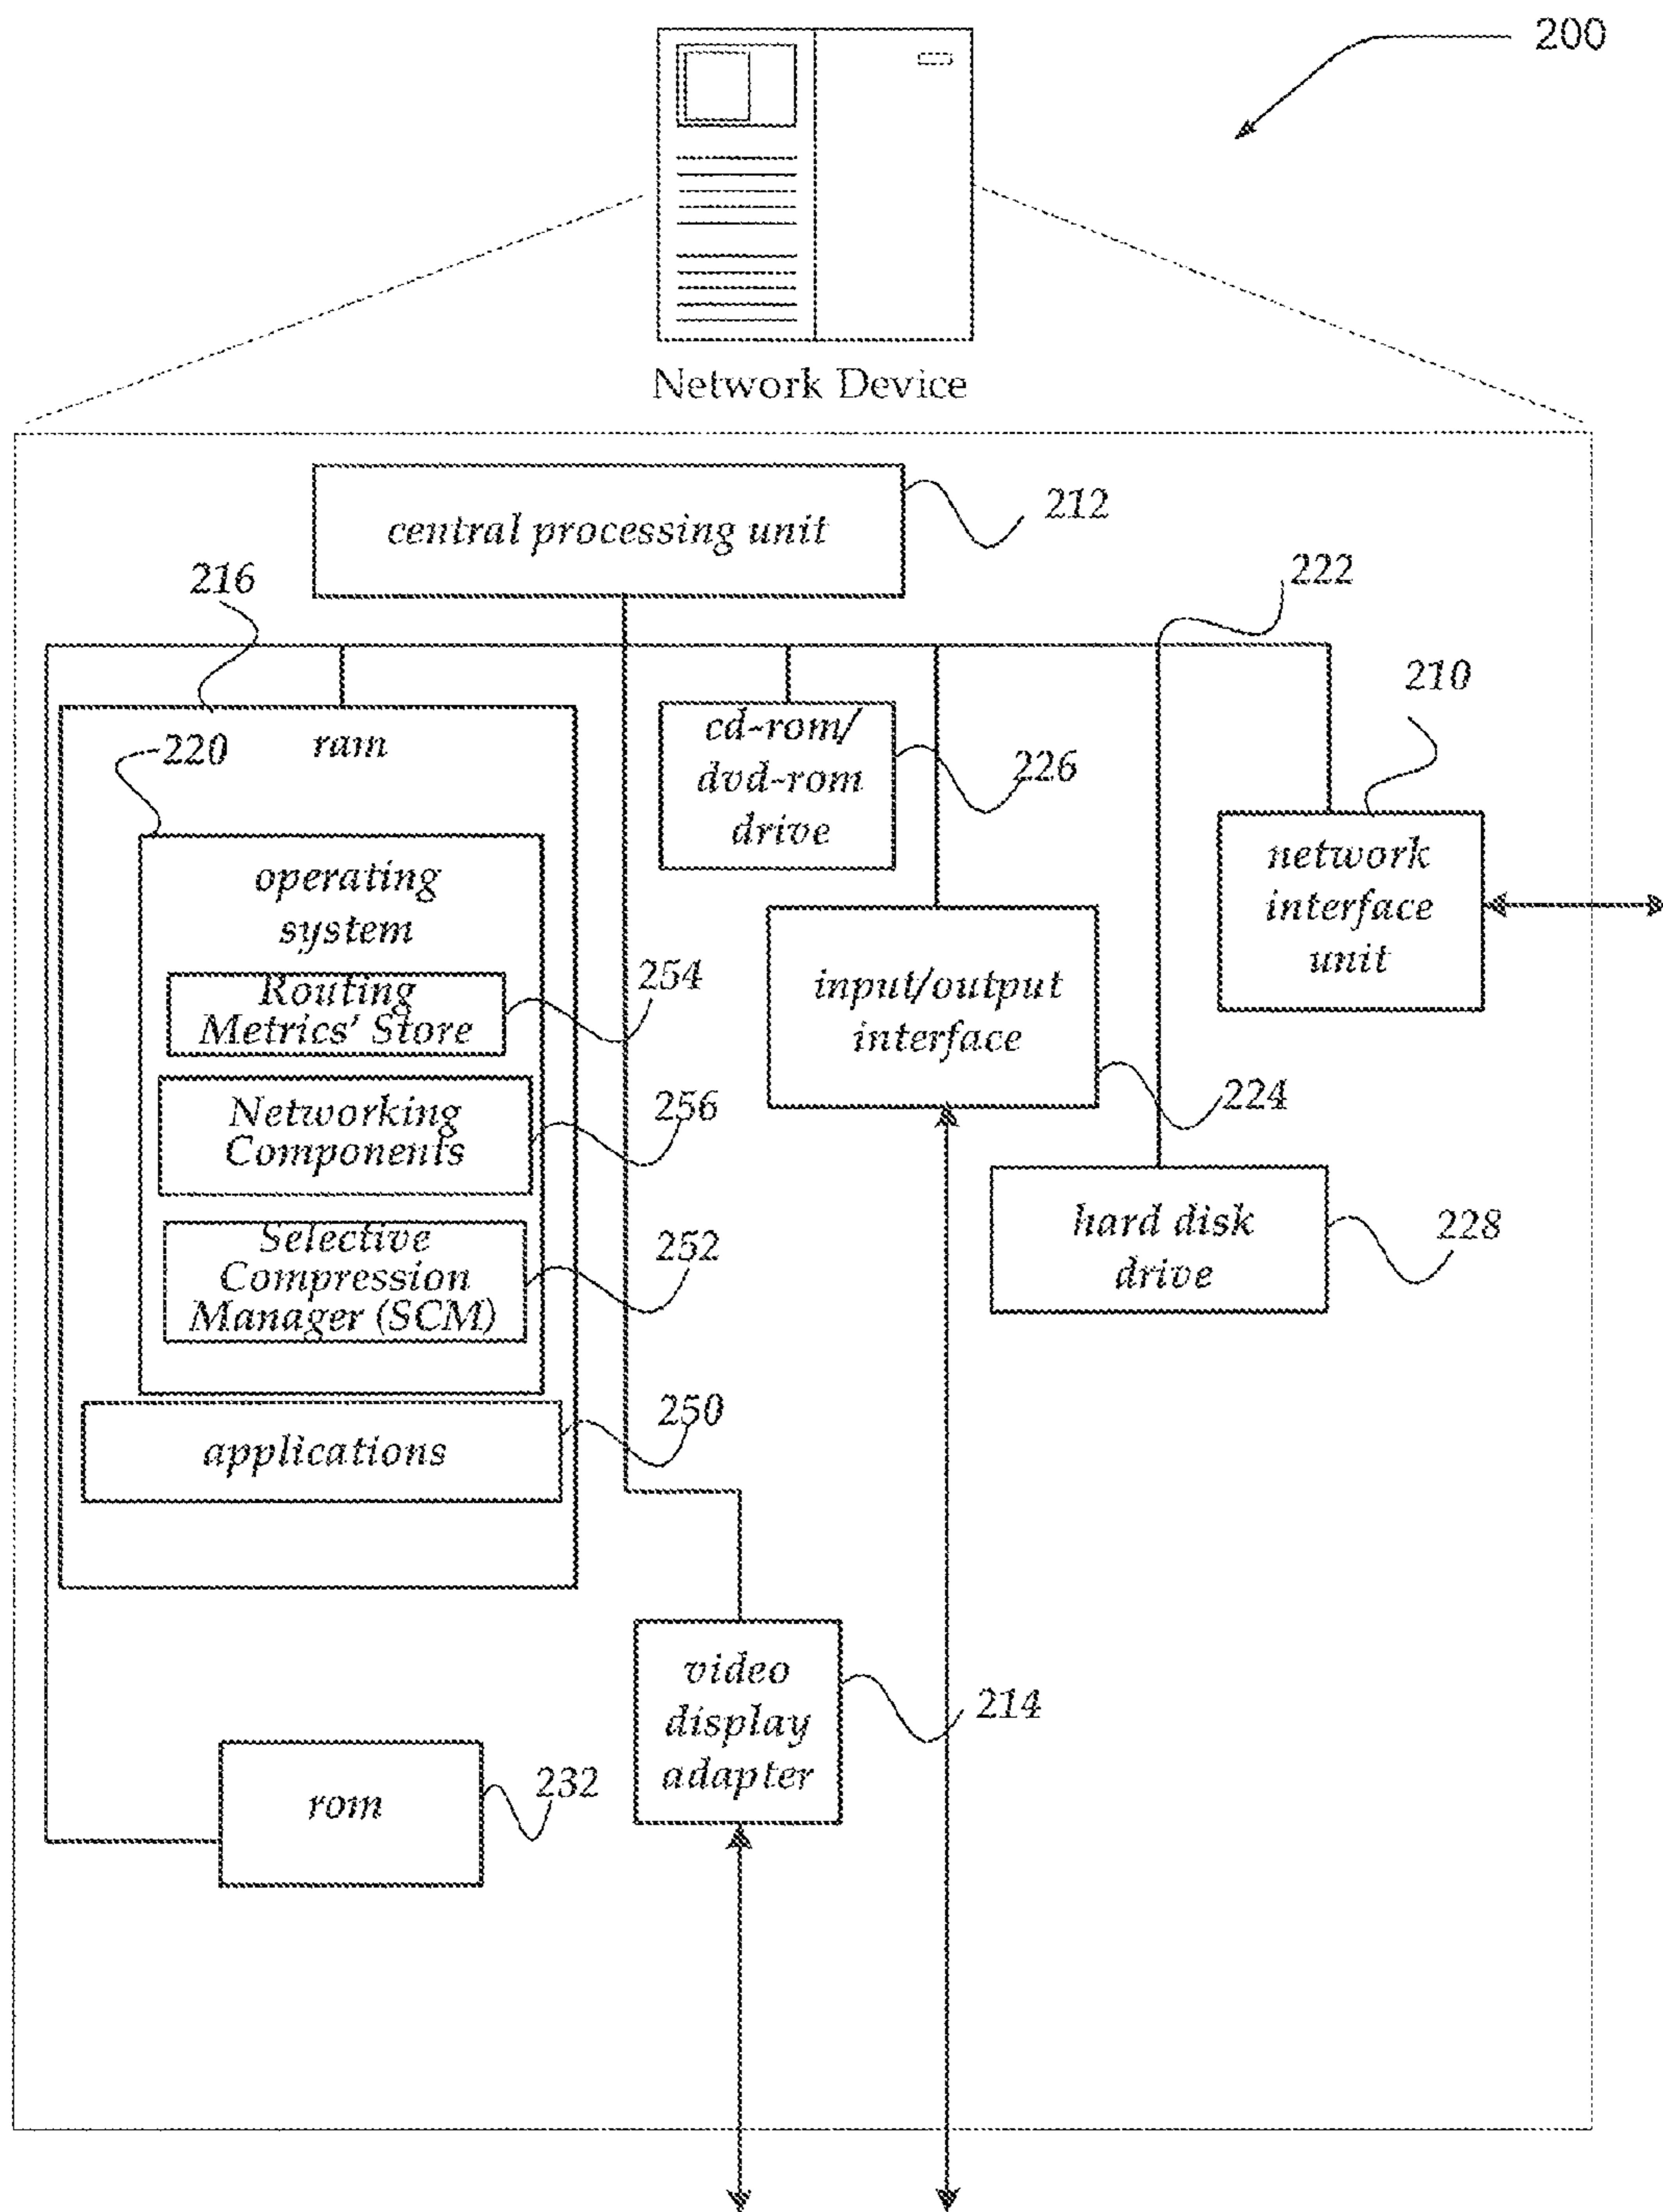 200
Network Device
central processing unit
212
216
222
210
220
ram
cd-rom/
dvd-rom
drive
226
network
interface
unit
operating
system
254
Routing
Metrics' Store
input/output
interface
224
256
Networking
Components
252
Selective
Compression
Manager (SCM)
hard disk
drive
228
250
applications
video
display
adapter
214
rom
232